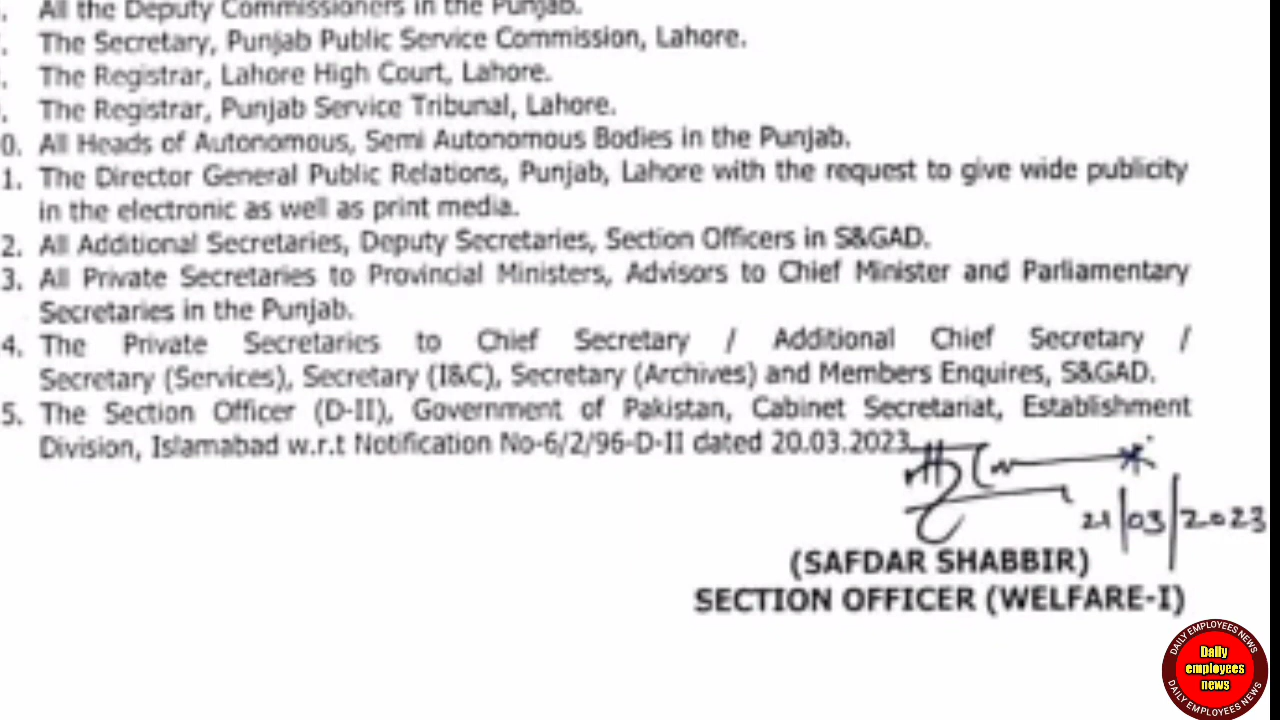 All the Deputy Commissioners in the Punjab.
The Secretary, Punjab Public Service Commission, Lahore.
The Registrar, Lahore High Court, Lahore.
The Registrar, Punjab Service Tribunal, Lahore.
0. All Heads of Autonomous, Semi Autonomous Bodies in the Punjab.
1. The Director General Public Relations, Punjab, Lahore with the request to give wide publicity
in the electronic as well as print media.
2. All Additional Secretaries, Deputy Secretaries, Section Officers in S&GAD.
3. All Private Secretaries to Provincial Ministers, Advisors to Chief Minister and Parliamentary
Secretaries in the Punjab.
4. The Private Secretaries to Chief Secretary / Additional Chief Secretary /
Secretary (Services), Secretary (I&C), Secretary (Archives) and Members Enquires, S&GAD.
5. The Section Officer (D-II), Government of Pakistan, Cabinet Secretariat, Establishment
Division, Islamabad w.r.t Notification No-6/2/96-D-II dated 20.03.2023.
21/03/2023
(SAFDAR SHABBIR)
SECTION OFFICER (WELFARE-I)
DAILY EMPLOYEES NEWS
Daily
employees
news
DAILY EMPLOYEES NEWS